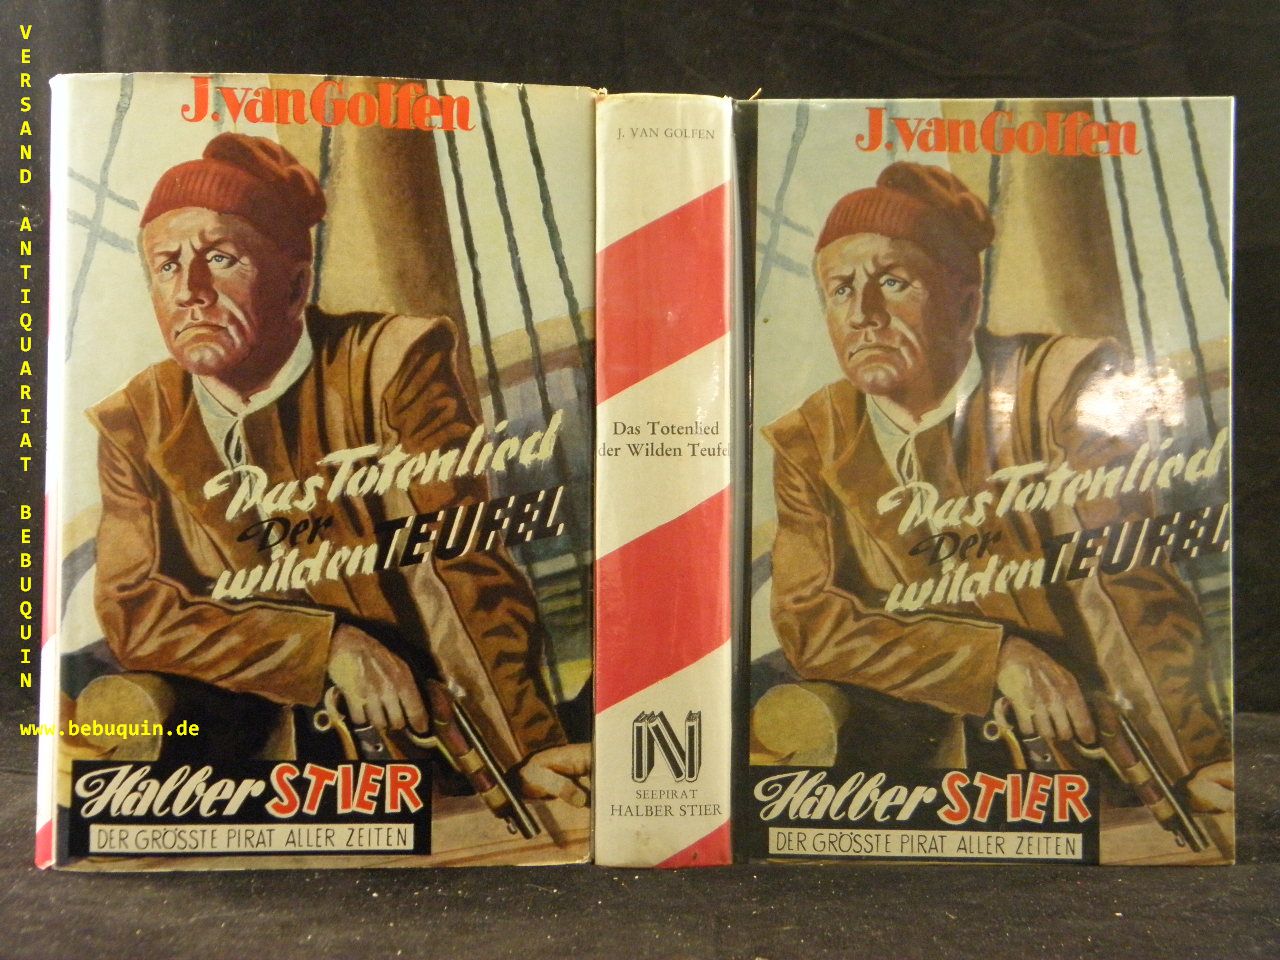 VERSAND ANTIQUARIAT BEBUQUIN
www.bebuquin.de
J. van Golfen
Das Totenlied
Der
wilden TEUFEL
Halber STIER
DER GRÖSSTE PIRAT ALLER ZEITEN
J. VAN GOLFEN
Das Totenlied
der Wilden Teufel
N
SEEPIRAT
HALBER STIER
J. van Golfen
Das Totenlied
Der
wilden TEUFEL
Halber STIER
DER GRÖSSTE PIRAT ALLER ZEITEN